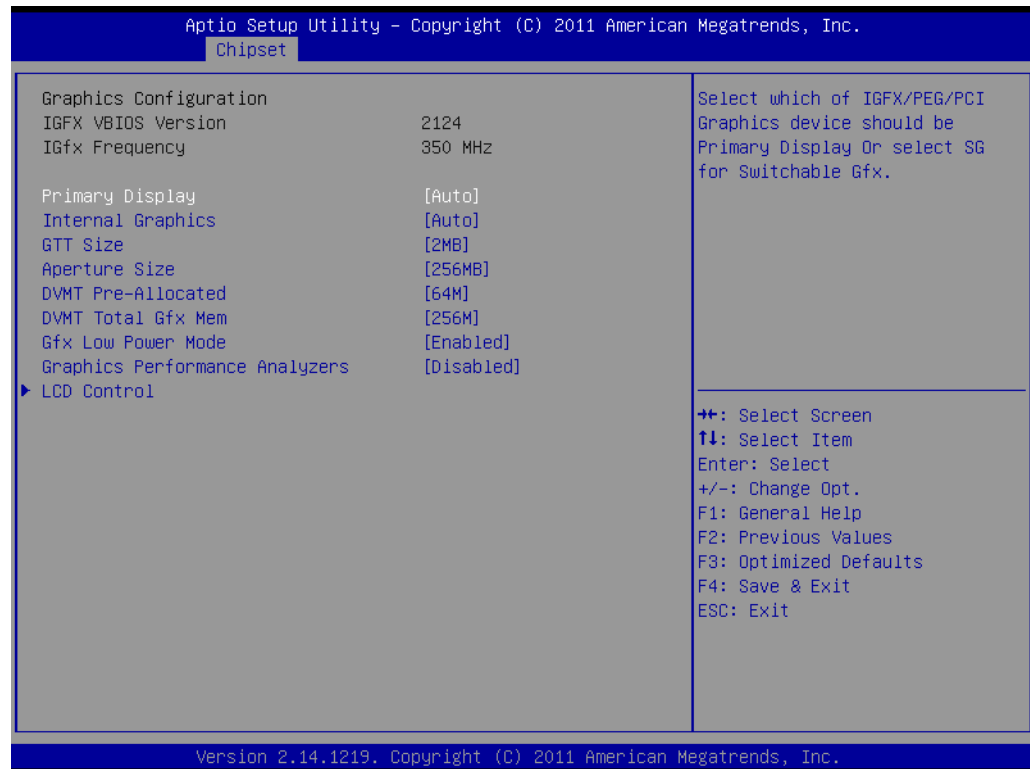 Aptio Setup Utility – Copyright (C) 2011 American Megatrends, Inc.
Chipset
Graphics Configuration
IGFX VBIOS Version 2124
IGfx Frequency 350 MHz
Primary Display [Auto]
Internal Graphics [Auto]
GTT Size [2MB]
Aperture Size [256MB]
DVMT Pre-Allocated [64M]
DVMT Total Gfx Mem [256M]
Gfx Low Power Mode [Enabled]
Graphics Performance Analyzers [Disabled]
▶ LCD Control
Select which of IGFX/PEG/PCI
Graphics device should be
Primary Display Or select SG
for Switchable Gfx.
→←: Select Screen
↑↓: Select Item
Enter: Select
+/-: Change Opt.
F1: General Help
F2: Previous Values
F3: Optimized Defaults
F4: Save & Exit
ESC: Exit
Version 2.14.1219. Copyright (C) 2011 American Megatrends, Inc.